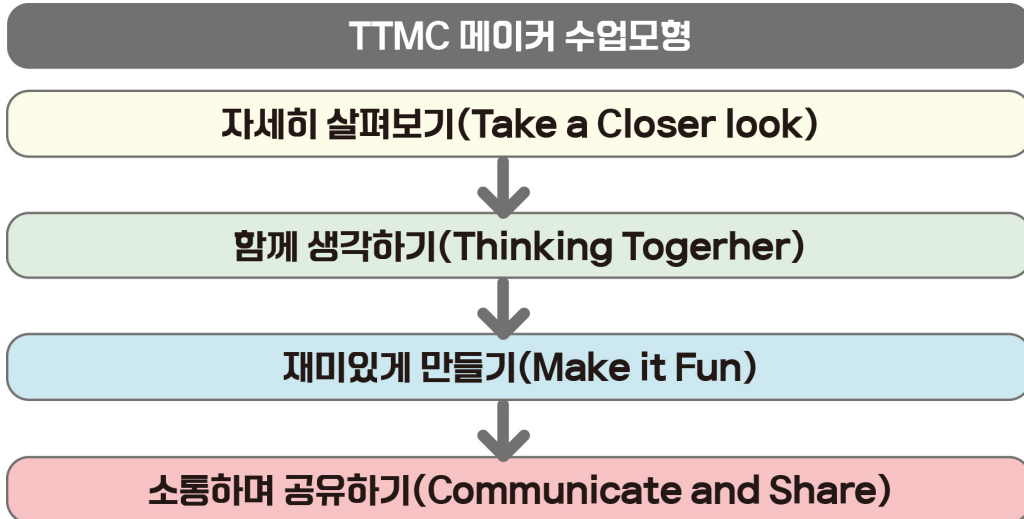 TTMC 메이커 수업모형
자세히 살펴보기(Take a Closer look)
함께 생각하기(Thinking Togerher)
재미있게 만들기(Make it Fun)
소통하며 공유하기(Communicate and Share)